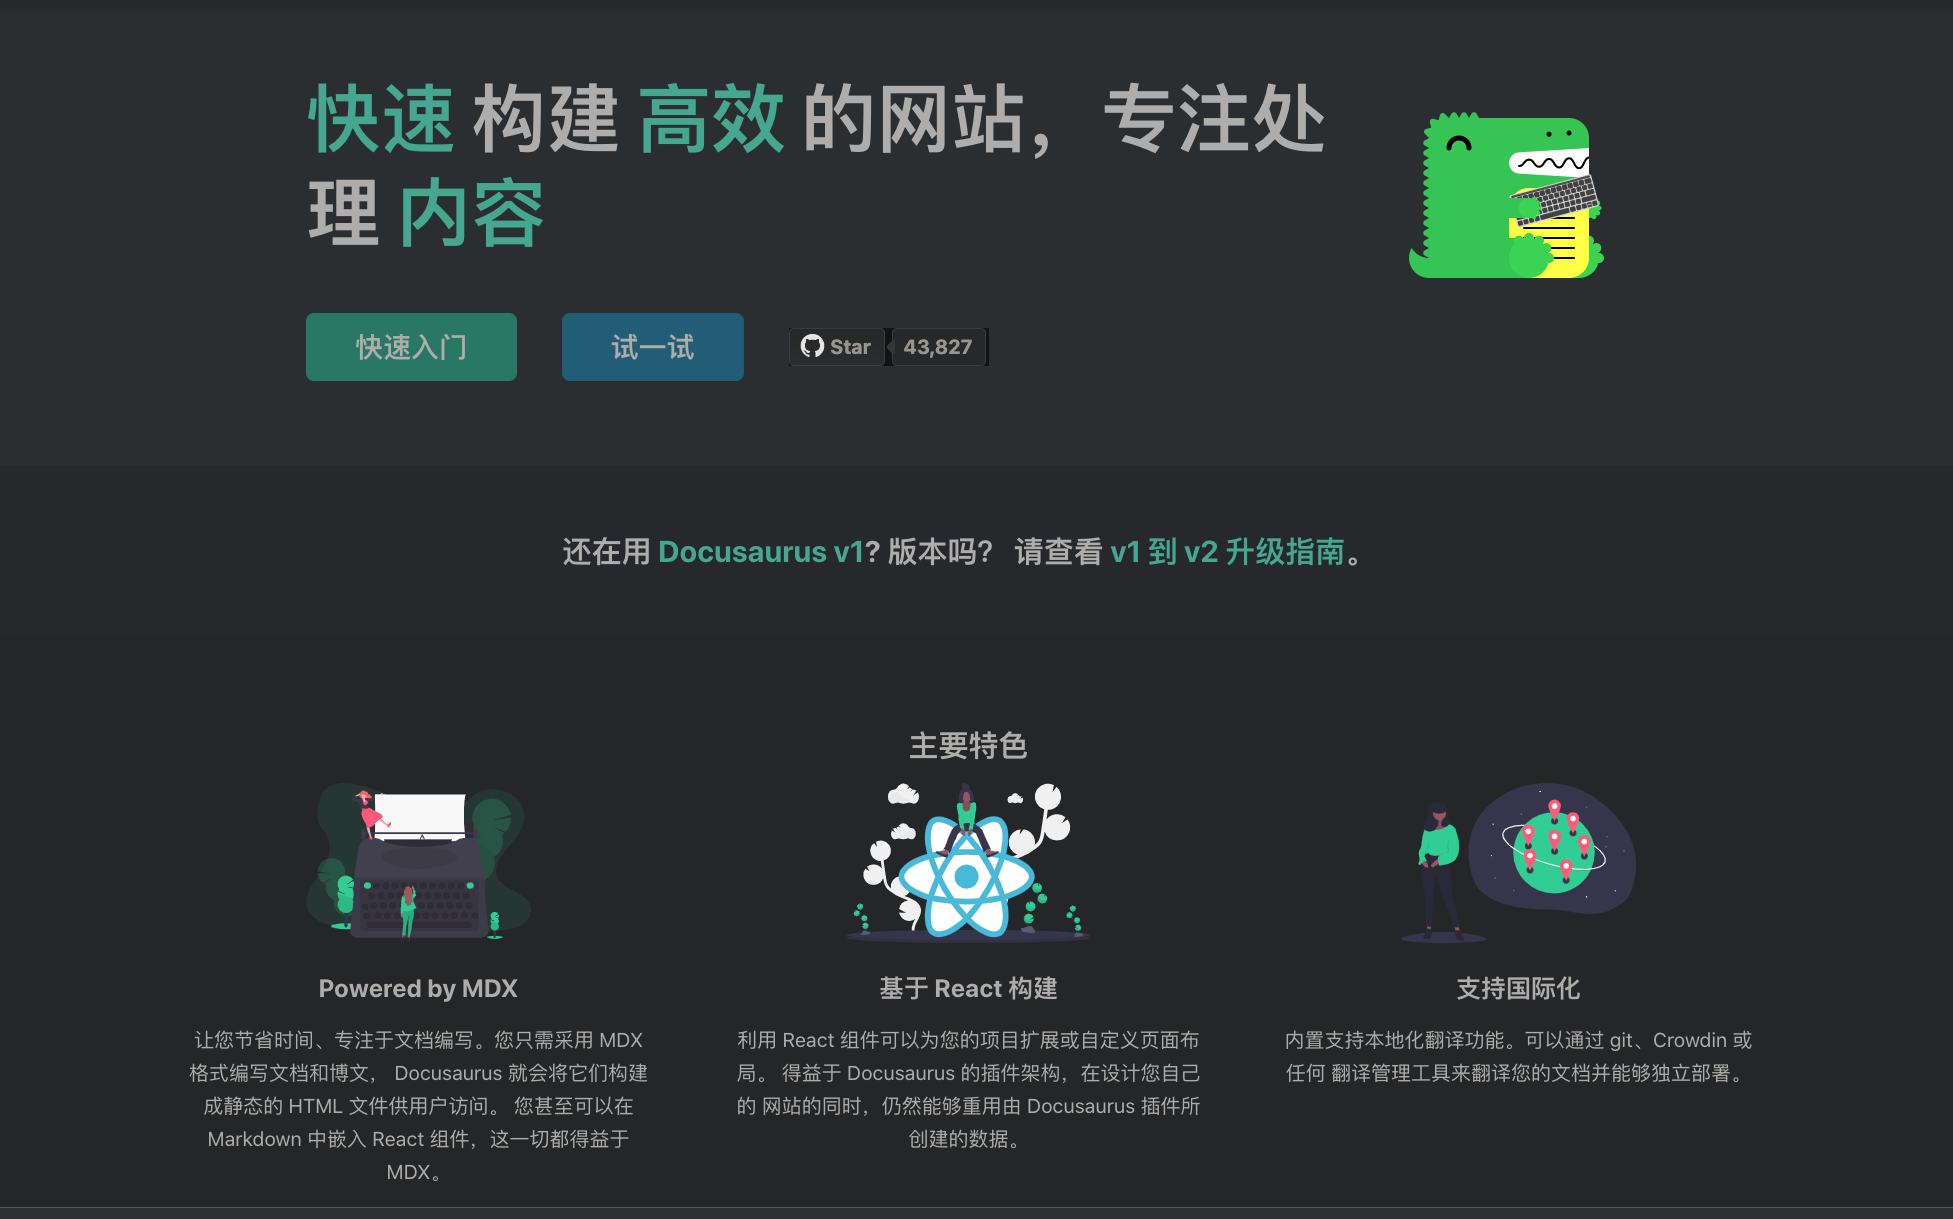 快速 构建 高效 的网站，专注处
理 内容
快速入门
试一试
Star
43,827
还在用 Docusaurus v1? 版本吗？ 请查看 v1 到 v2 升级指南。
主要特色
Powered by MDX
让您节省时间、专注于文档编写。您只需采用 MDX
格式编写文档和博文， Docusaurus 就会将它们构建
成静态的 HTML 文件供用户访问。 您甚至可以在
Markdown 中嵌入 React 组件，这一切都得益于
MDX。
基于 React 构建
利用 React 组件可以为您的项目扩展或自定义页面布
局。 得益于 Docusaurus 的插件架构，在设计您自己
的 网站的同时，仍然能够重用由 Docusaurus 插件所
创建的数据。
支持国际化
内置支持本地化翻译功能。可以通过 git、Crowdin 或
任何 翻译管理工具来翻译您的文档并能够独立部署。